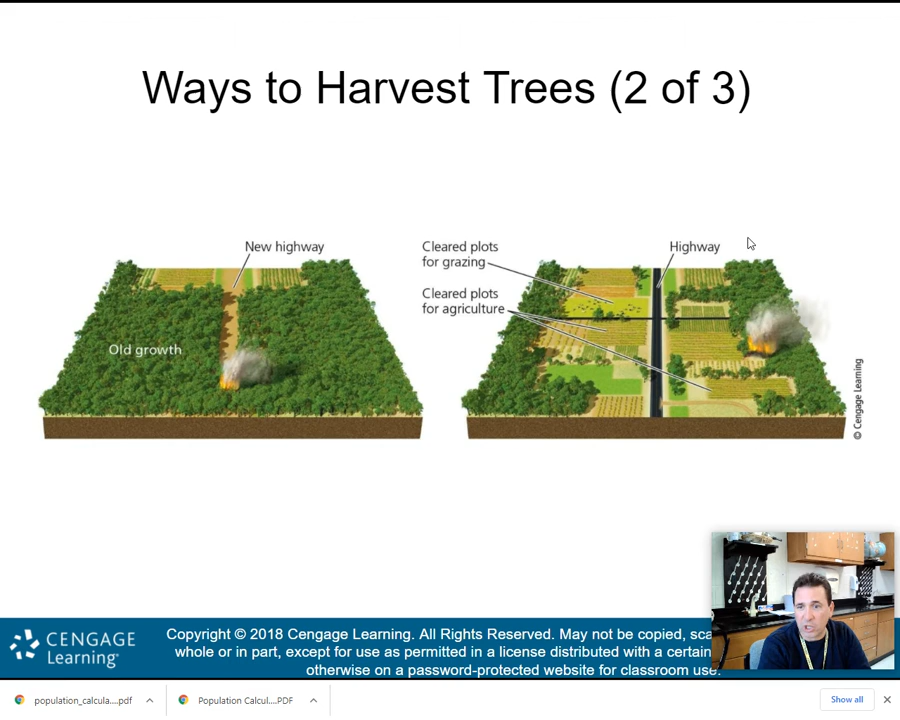 Ways to Harvest Trees (2 of 3)
New highway
Old growth
Cleared plots
for grazing
Cleared plots
for agriculture
Highway
© Cengage Learning
CENGAGE
Learning
Copyright © 2018 Cengage Learning. All Rights Reserved. May not be copied, sca
whole or in part, except for use as permitted in a license distributed with a certain
otherwise on a password-protected website for classroom use.
population_calcula....pdf
Population Calcul....PDF
Show all